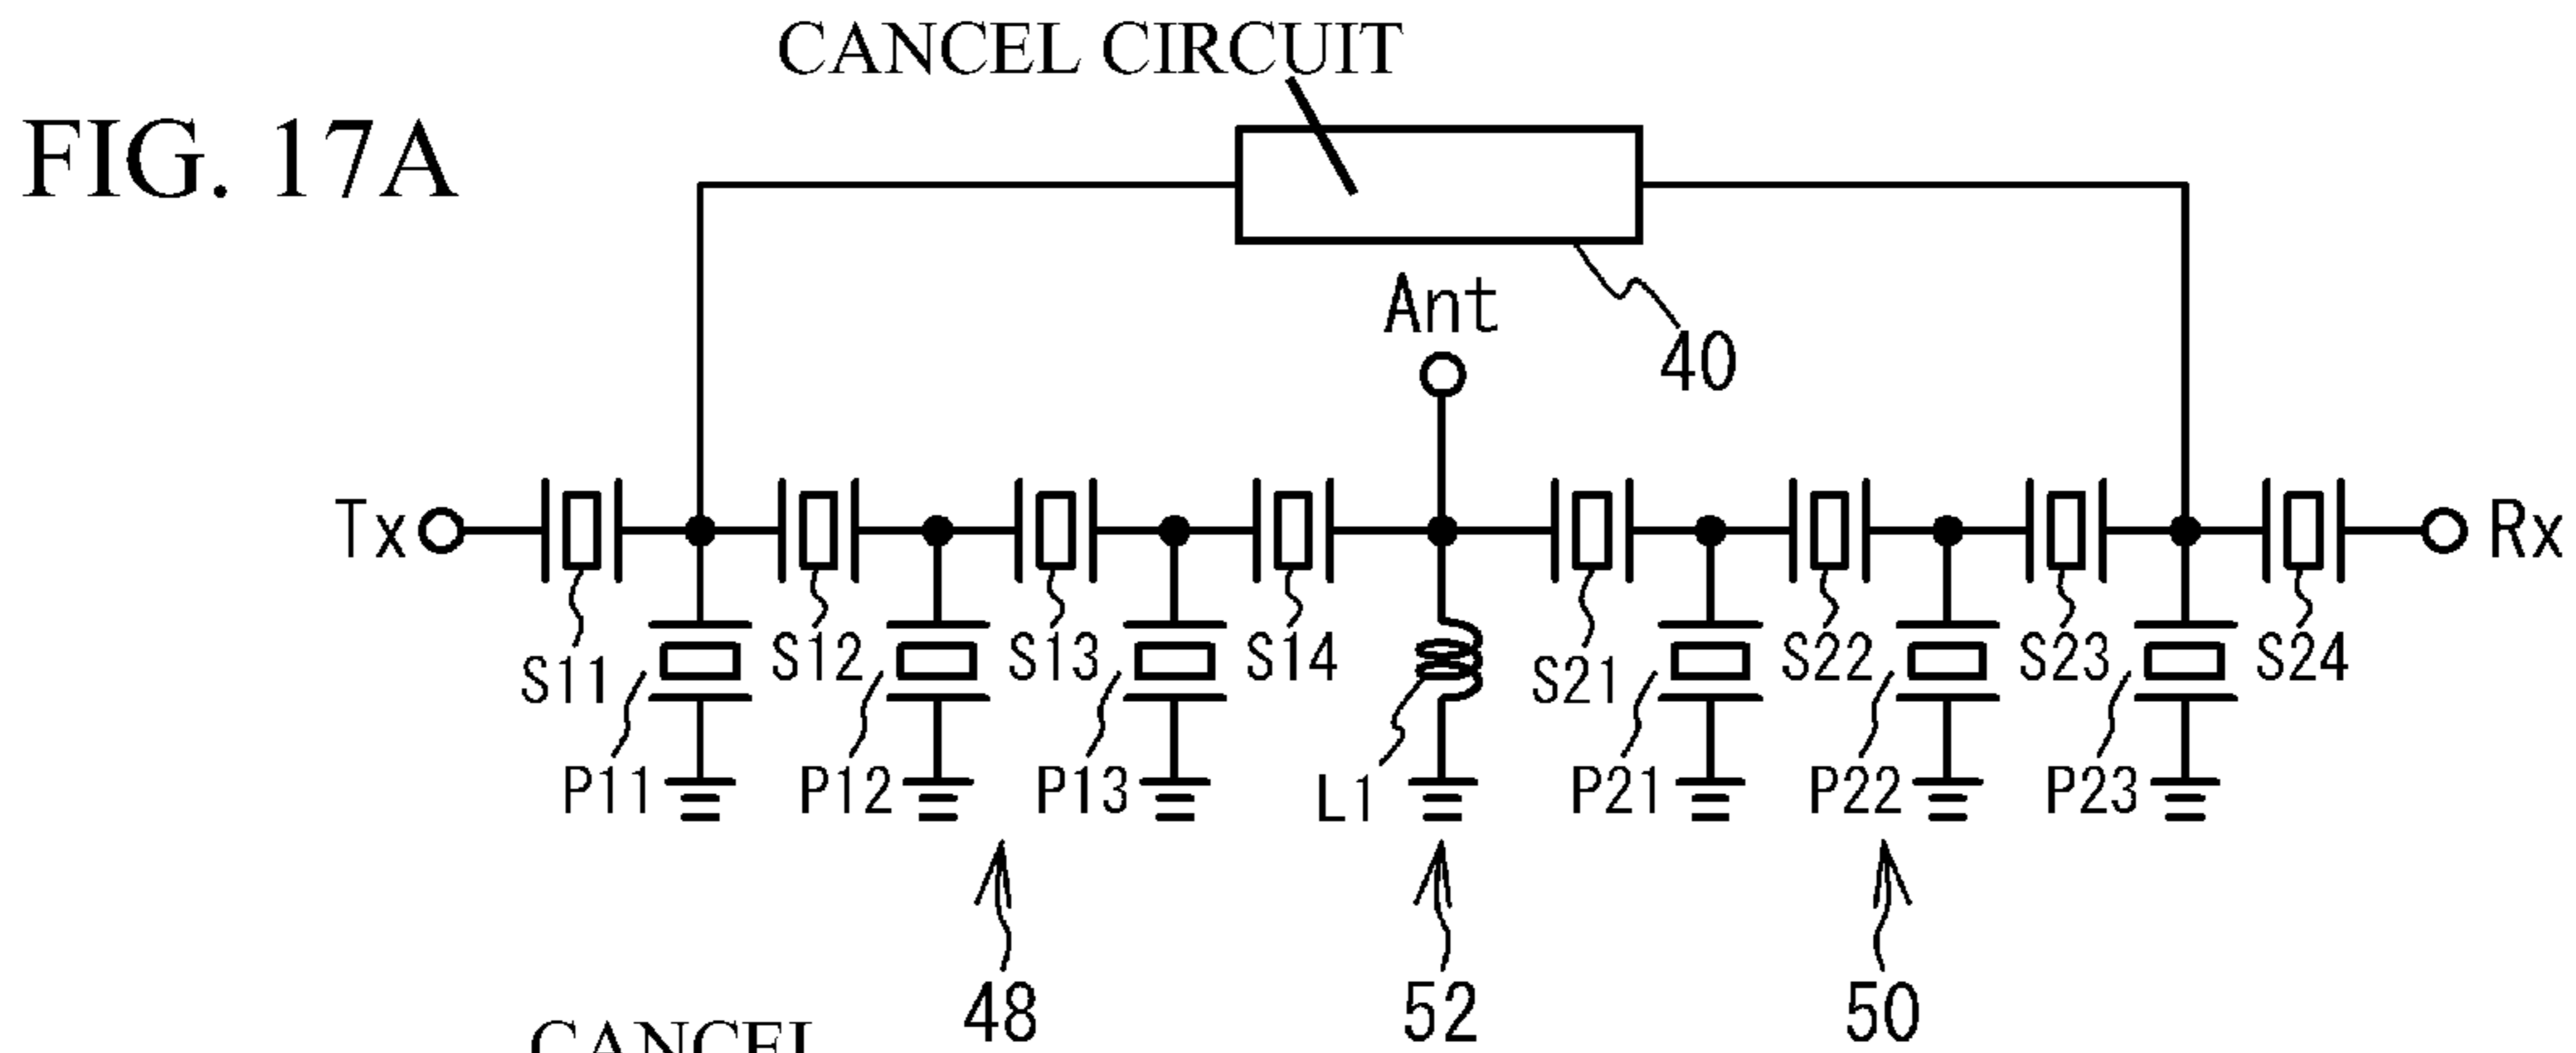 CANCEL CIRCUIT
FIG. 17A
Ant
40
Tx
Rx
S11
S12
S13
S14
S21
S22
S23
S24
P11
P12
P13
L1
P21
P22
P23
48
52
50
CANCEL